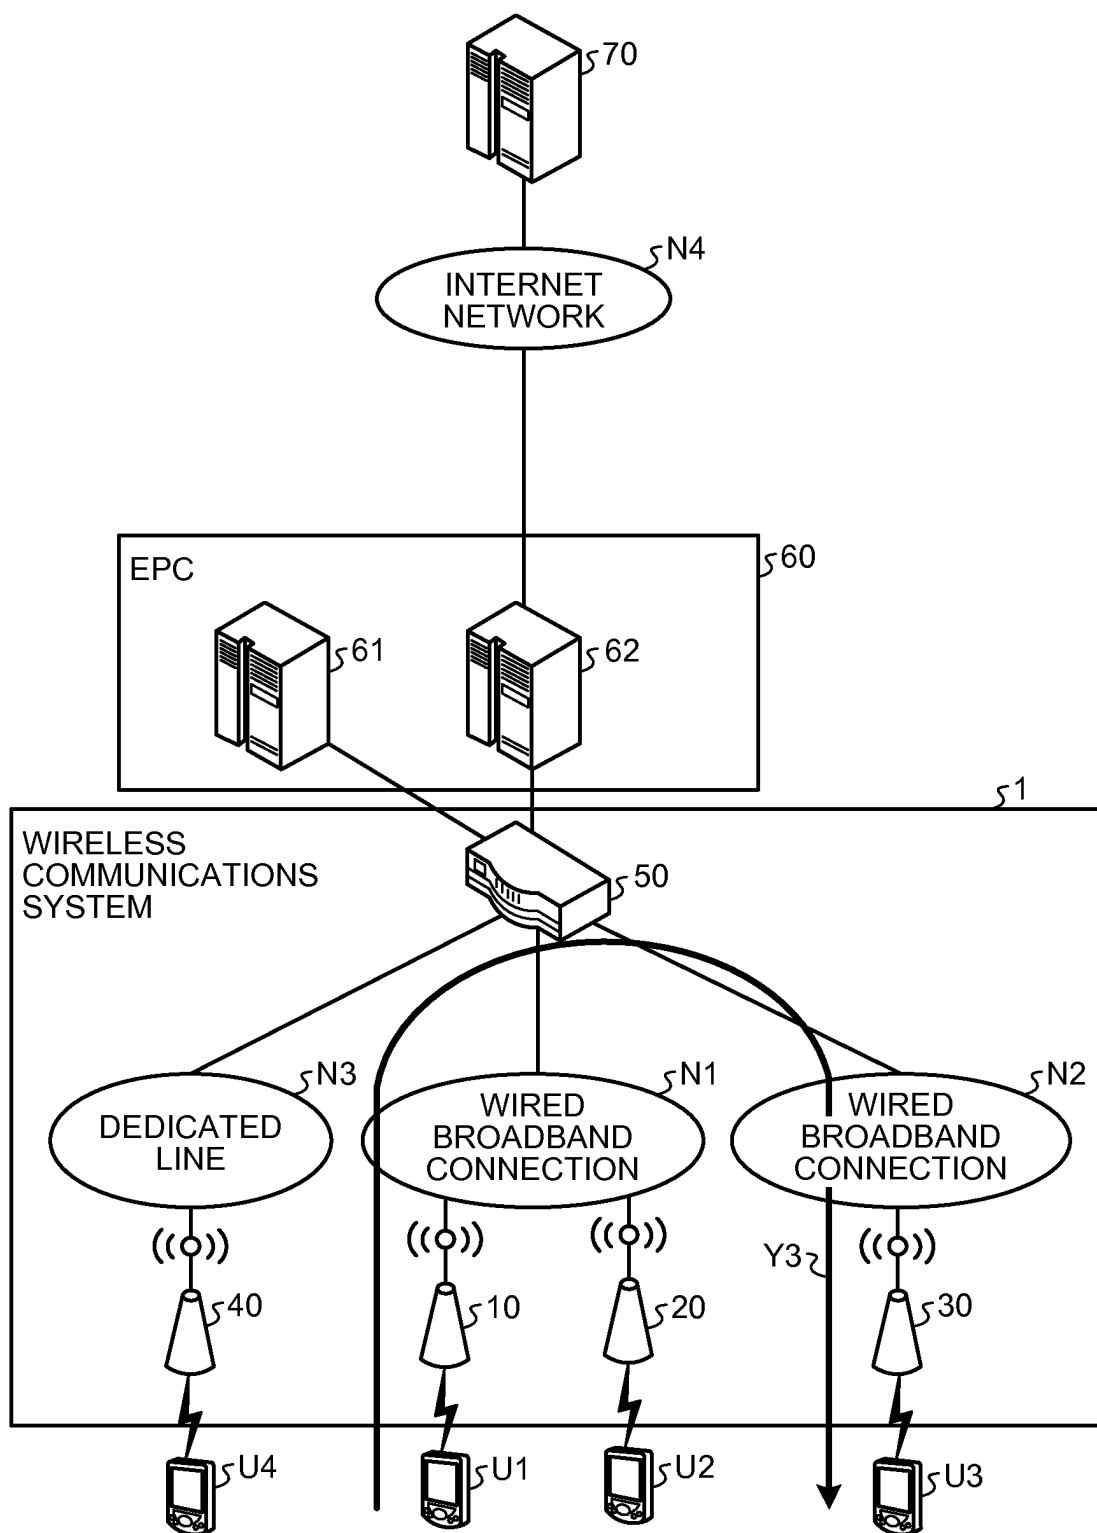 70
N4
INTERNET
NETWORK
60
EPC
61
62
1
WIRELESS
COMMUNICATIONS
SYSTEM
50
N3
N1
N2
DEDICATED
LINE
WIRED
BROADBAND
CONNECTION
WIRED
BROADBAND
CONNECTION
Y3
40
10
20
30
U4
U1
U2
U3